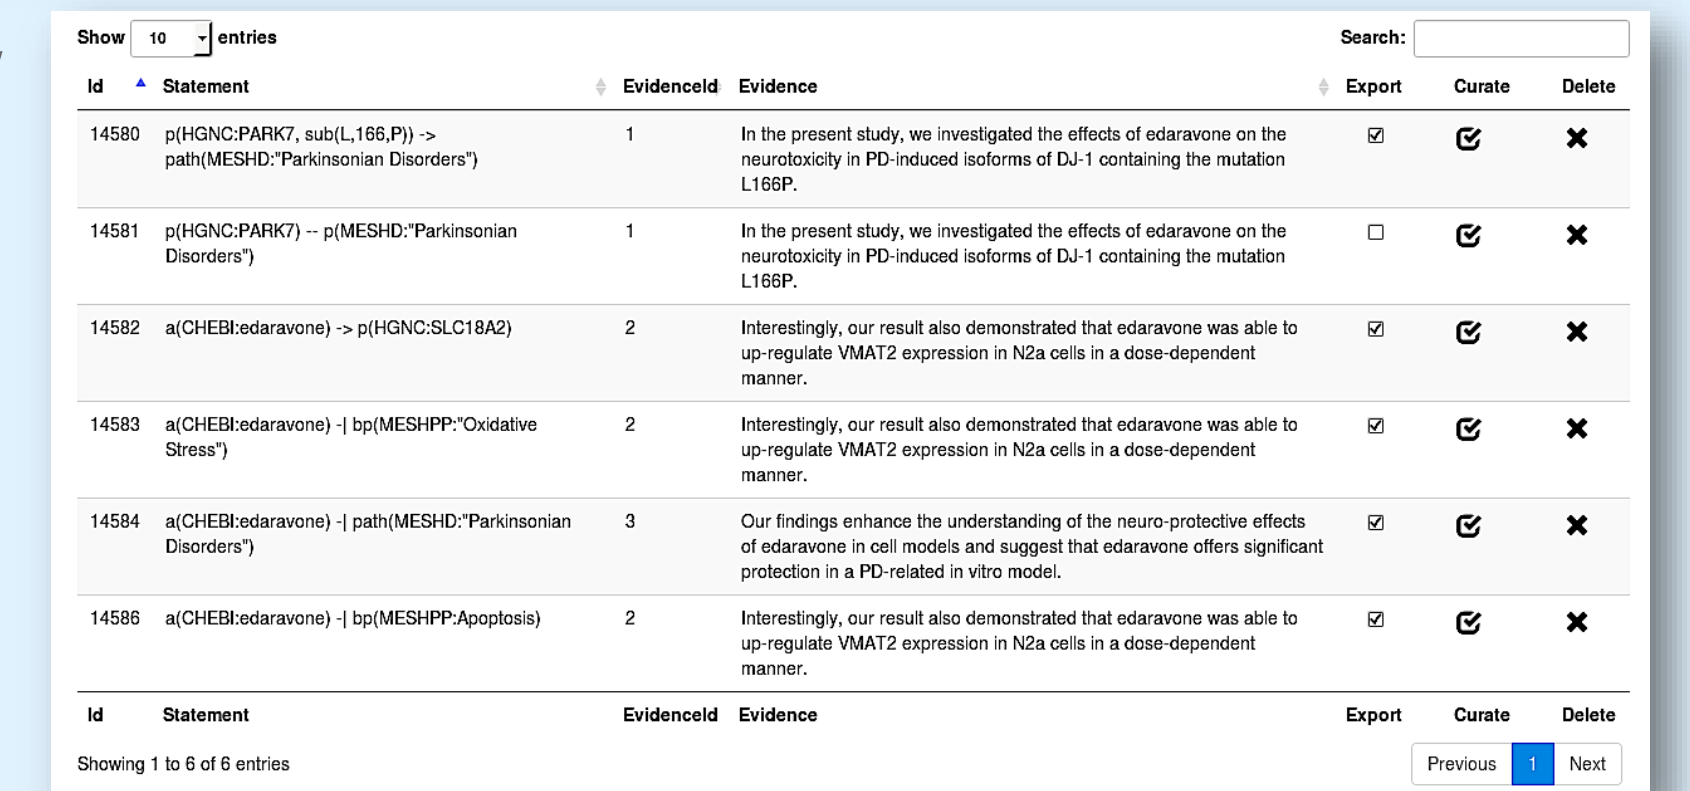 Show 10 entries Search:
Id Statement EvidenceId Evidence Export Curate Delete
14580 p(HGNC:PARK7, sub(L,166,P)) -> 1 In the present study, we investigated the effects of edaravone on the
path(MESHD:"Parkinsonian Disorders") neurotoxicity in PD-induced isoforms of DJ-1 containing the mutation
L166P.
14581 p(HGNC:PARK7) -- p(MESHD:"Parkinsonian 1 In the present study, we investigated the effects of edaravone on the
Disorders") neurotoxicity in PD-induced isoforms of DJ-1 containing the mutation
L166P.
14582 a(CHEBI:edaravone) -> p(HGNC:SLC18A2) 2 Interestingly, our result also demonstrated that edaravone was able to
up-regulate VMAT2 expression in N2a cells in a dose-dependent
manner.
14583 a(CHEBI:edaravone) -| bp(MESHPP:"Oxidative 2 Interestingly, our result also demonstrated that edaravone was able to
Stress") up-regulate VMAT2 expression in N2a cells in a dose-dependent
manner.
14584 a(CHEBI:edaravone) -| path(MESHD:"Parkinsonian 3 Our findings enhance the understanding of the neuro-protective effects
Disorders") of edaravone in cell models and suggest that edaravone offers significant
protection in a PD-related in vitro model.
14586 a(CHEBI:edaravone) -| bp(MESHPP:Apoptosis) 2 Interestingly, our result also demonstrated that edaravone was able to
up-regulate VMAT2 expression in N2a cells in a dose-dependent
manner.
Id Statement EvidenceId Evidence Export Curate Delete
Showing 1 to 6 of 6 entries Previous 1 Next